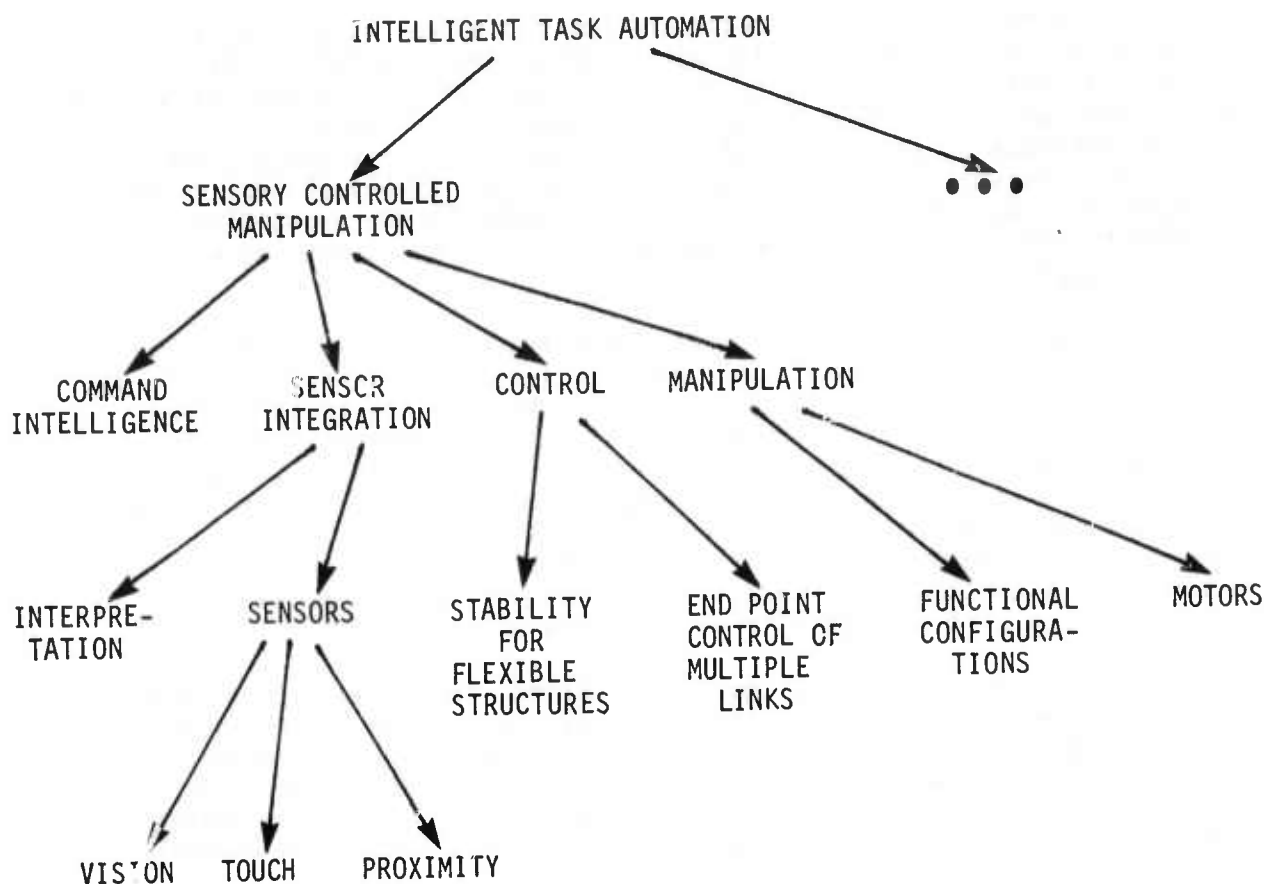 INTELLIGENT TASK AUTOMATION
SENSORY CONTROLLED
MANIPULATION
COMMAND
INTELLIGENCE
SENSOR
INTEGRATION
CONTROL
MANIPULATION
INTERPRE-
TATION
SENSORS
STABILITY
FOR
FLEXIBLE
STRUCTURES
END POINT
CONTROL OF
MULTIPLE
LINKS
FUNCTIONAL
CONFIGURA-
TIONS
MOTORS
VISION
TOUCH
PROXIMITY